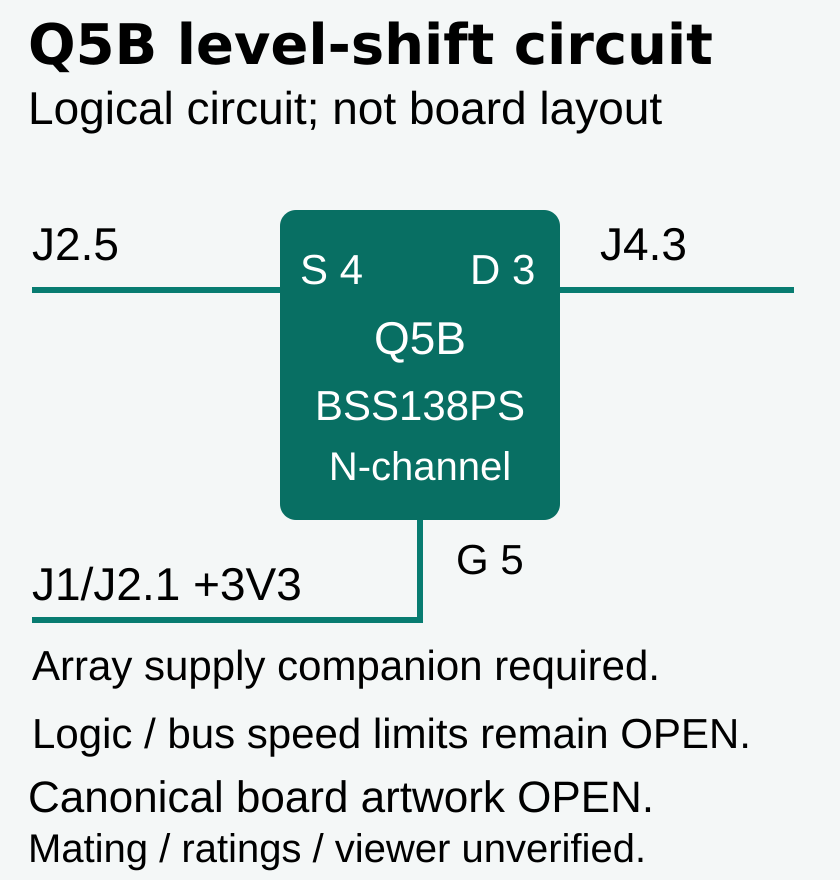 Q5B level-shift circuit
Logical circuit; not board layout
J2.5
J4.3
S 4
D 3
Q5B
BSS138PS
N-channel
G 5
J1/J2.1 +3V3
Array supply companion required.
Logic / bus speed limits remain OPEN.
Canonical board artwork OPEN.
Mating / ratings / viewer unverified.